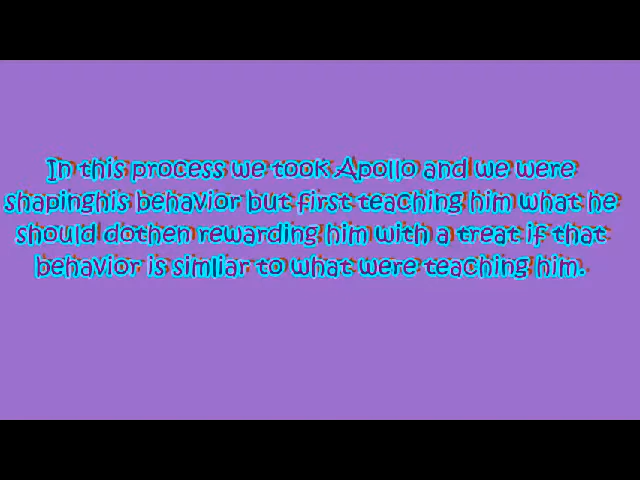 In this process we took Apollo and we were
shapinghis behavior but first teaching him what he
should dothen rewarding him with a treat if that
behavior is simliar to what were teaching him.